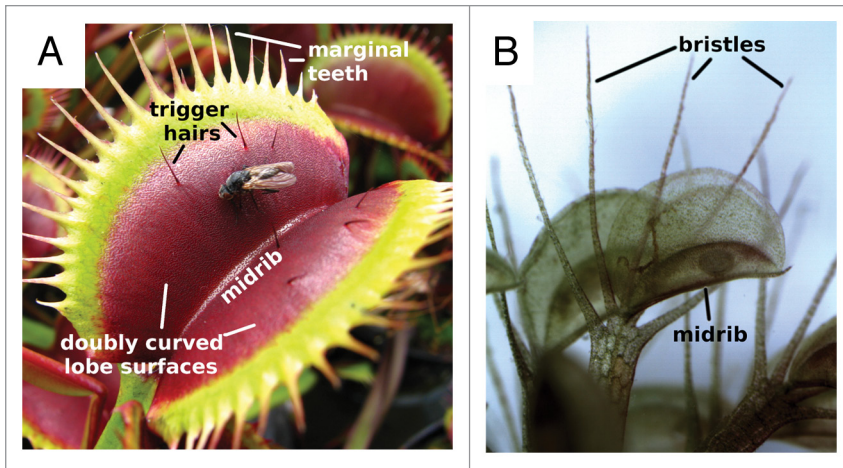 A
marginal
teeth
trigger
hairs
midrib
doubly curved
lobe surfaces
B
bristles
midrib